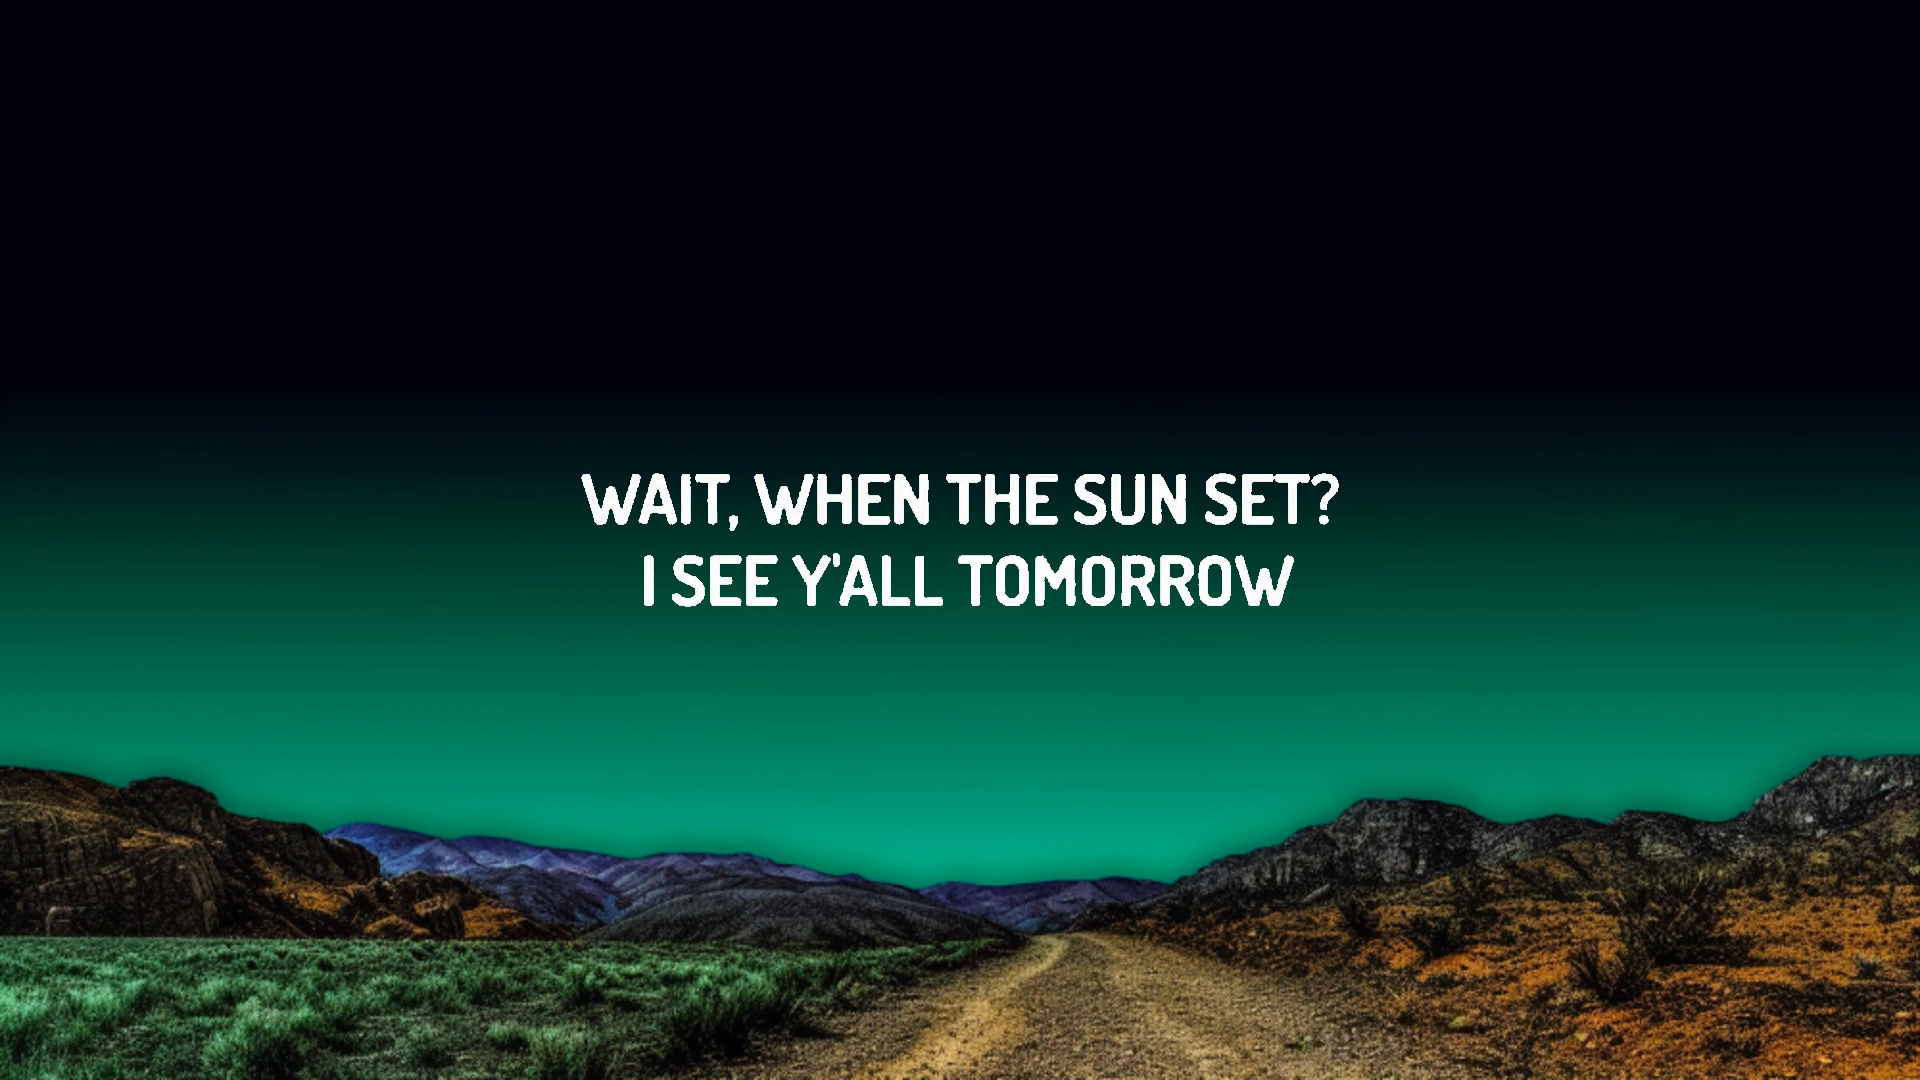 WAIT, WHEN THE SUN SET?
I SEE Y'ALL TOMORROW